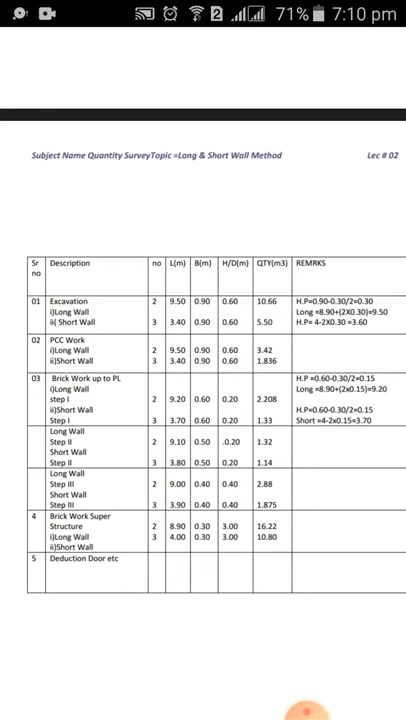 2 71% 7:10 pm
Subject Name Quantity SurveyTopic =Long & Short Wall Method Lec # 02
Sr no Description no L(m) B(m) H/D(m) QTY(m3) REMRKS
01 Excavation 2 9.50 0.90 0.60 10.66 H.P=0.90-0.30/2=0.30
i)Long Wall Long =8.90+(2X0.30)=9.50
ii( Short Wall 3 3.40 0.90 0.60 5.50 H.P= 4-2X0.30 =3.60
02 PCC Work
i)Long Wall 2 9.50 0.90 0.60 3.42
ii)Short Wall 3 3.40 0.90 0.60 1.836
03 Brick Work up to PL H.P =0.60-0.30/2=0.15
i)Long Wall Long =8.90+(2x0.15)=9.20
step I 2 9.20 0.60 0.20 2.208
ii)Short Wall H.P=0.60-0.30/2=0.15
Step I 3 3.70 0.60 0.20 1.33 Short =4-2x0.15=3.70
Long Wall
Step II 2 9.10 0.50 .0.20 1.32
Short Wall
Step II 3 3.80 0.50 0.20 1.14
Long Wall
Step III 2 9.00 0.40 0.40 2.88
Short Wall
Step III 3 3.90 0.40 0.40 1.875
4 Brick Work Super
Structure 2 8.90 0.30 3.00 16.22
i)Long Wall 3 4.00 0.30 3.00 10.80
ii)Short Wall
5 Deduction Door etc